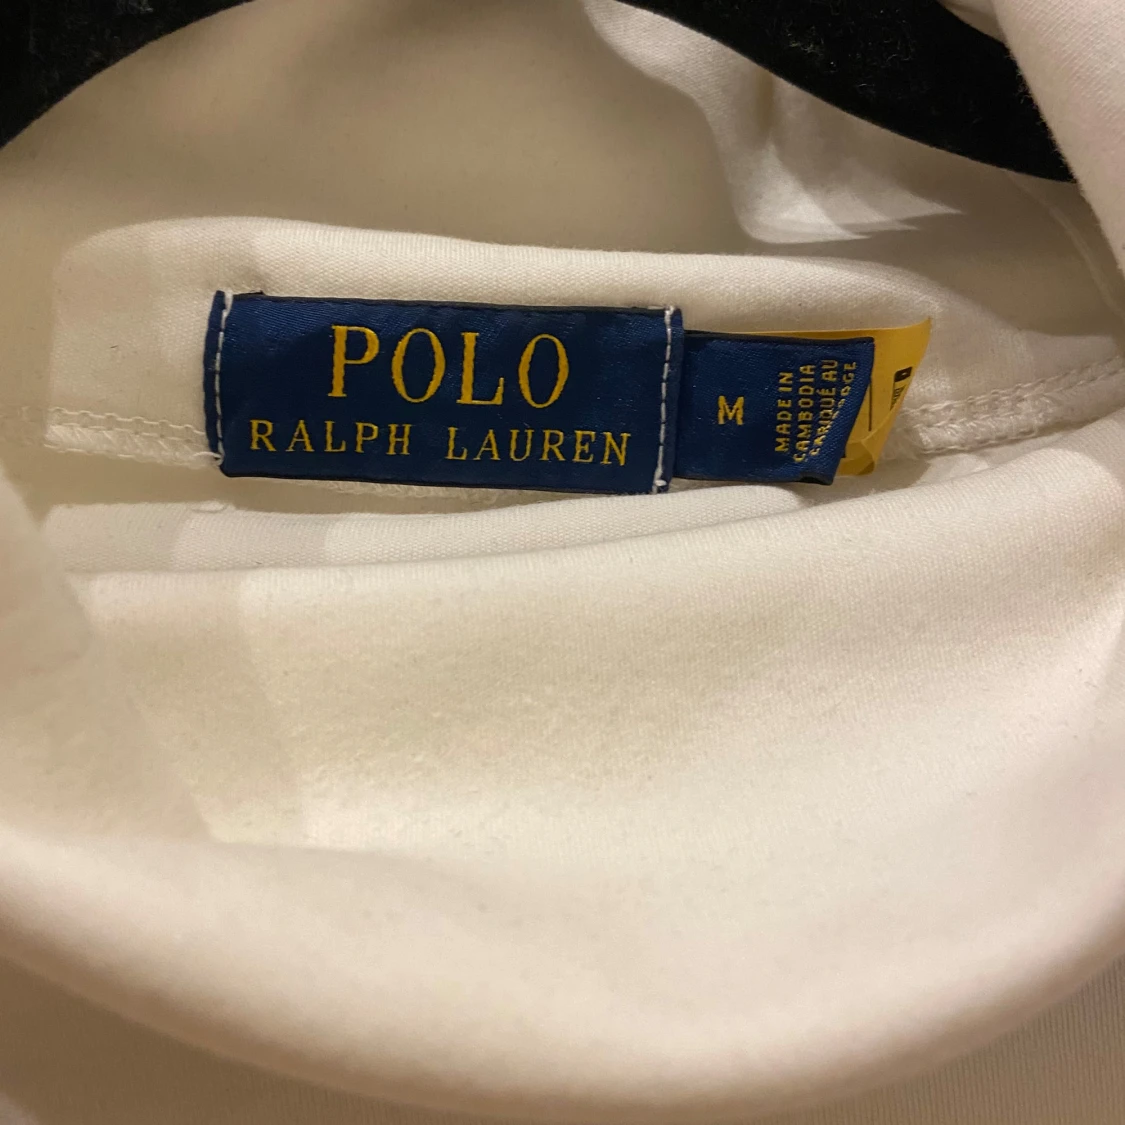 POLO
RALPH LAUREN
M
MADE IN
CAMBODIA